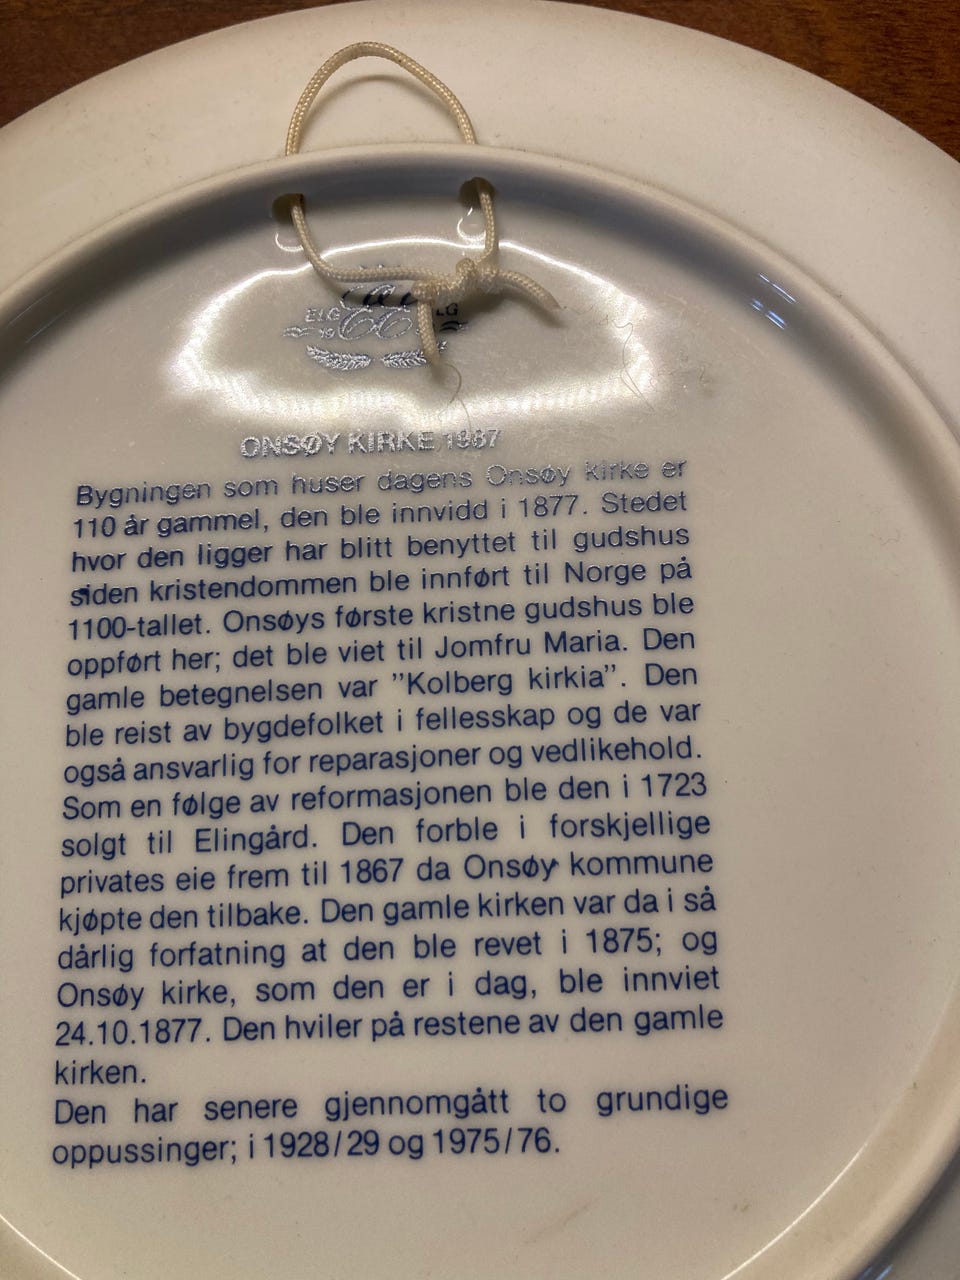 ELG
19
ONSØY KIRKE 1987
Bygningen som huser dagens Onsøy kirke er
110 år gammel, den ble innvidd i 1877. Stedet
hvor den ligger har blitt benyttet til gudshus
siden kristendommen ble innført til Norge på
1100-tallet. Onsøys første kristne gudshus ble
oppført her; det ble viet til Jomfru Maria. Den
gamle betegnelsen var ”Kolberg kirkia”. Den
ble reist av bygdefolket i fellesskap og de var
også ansvarlig for reparasjoner og vedlikehold.
Som en følge av reformasjonen ble den i 1723
solgt til Elingård. Den forble i forskjellige
privates eie frem til 1867 da Onsøy kommune
kjøpte den tilbake. Den gamle kirken var da i så
dårlig forfatning at den ble revet i 1875; og
Onsøy kirke, som den er i dag, ble innviet
24.10.1877. Den hviler på restene av den gamle
kirken.
Den har senere gjennomgått to grundige
oppussinger; i 1928/29 og 1975/76.